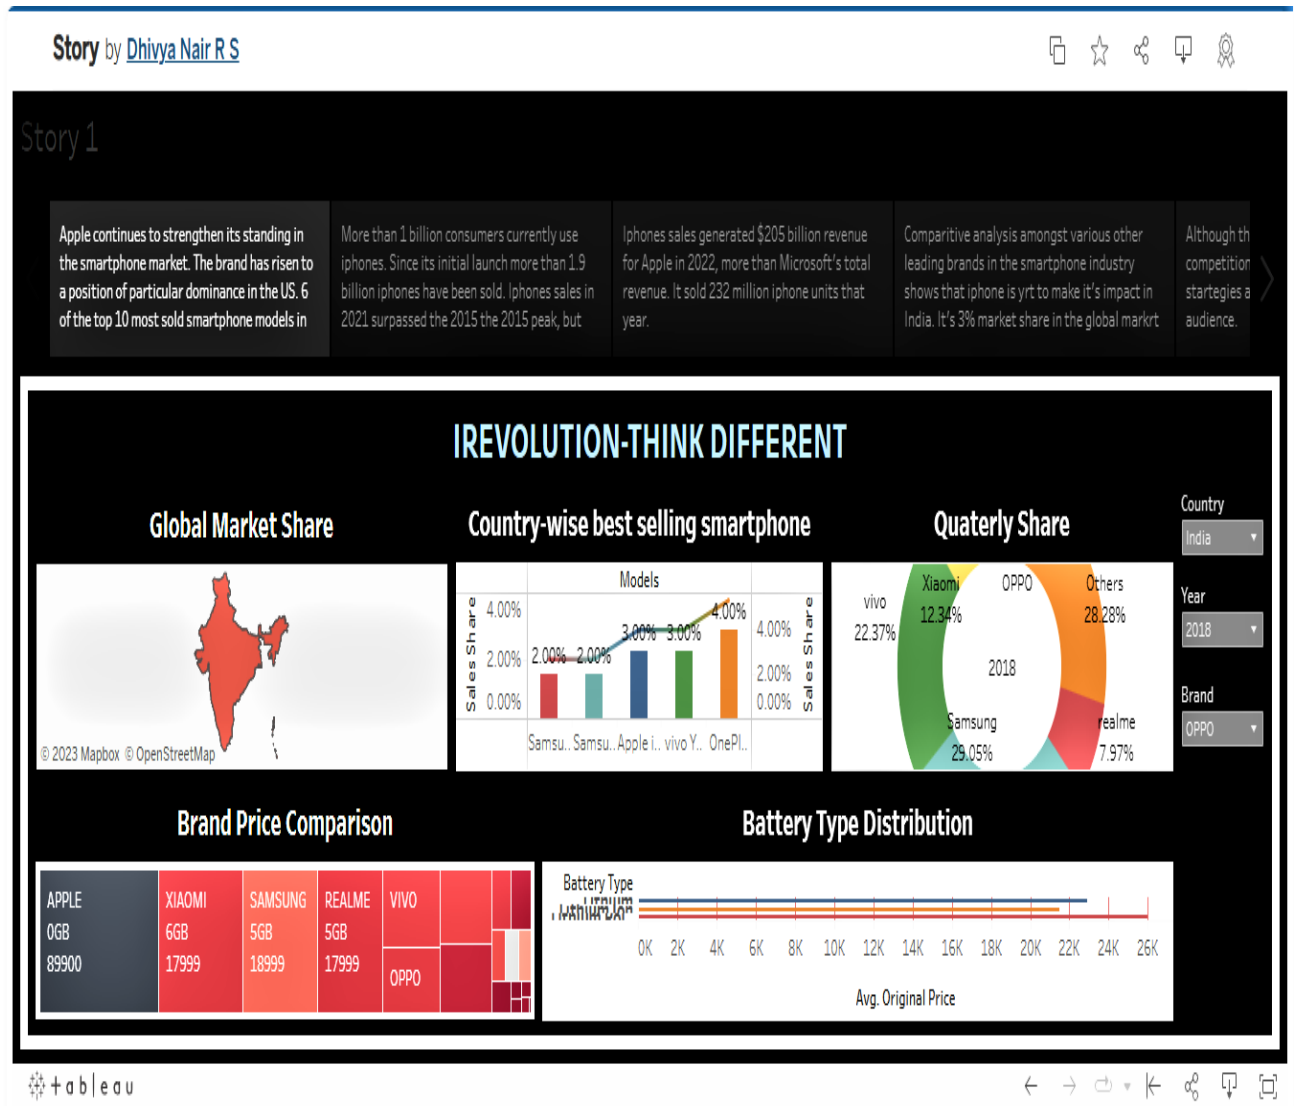 Story by Dhivya Nair R S
Story 1
Apple continues to strengthen its standing in
the smartphone market. The brand has risen to
a position of particular dominance in the US. 6
of the top 10 most sold smartphone models in
More than 1 billion consumers currently use
iphones. Since its initial launch more than 1.9
billion iphones have been sold. Iphones sales in
2021 surpassed the 2015 the 2015 peak, but
Iphones sales generated $205 billion revenue
for Apple in 2022, more than Microsoft's total
revenue. It sold 232 million iphone units that
year.
Comparitive analysis amongst various other
leading brands in the smartphone industry
shows that iphone is yrt to make it's impact in
India. It's 3% market share in the global markrt
Although th
competition
startegies a
audience.
IREVOLUTION-THINK DIFFERENT
Global Market Share
© 2023 Mapbox © OpenStreetMap
Country-wise best selling smartphone
Models
Sales Share
4.00%
2.00%
0.00%
2.00% 2.00% 3.00% 3.00% 4.00%
4.00%
2.00%
0.00%
Sales Share
Samsu.. Samsu.. Apple i.. vivo Y.. OnePl..
Quaterly Share
vivo
22.37%
Xiaomi
12.34%
OPPO
Others
28.28%
2018
Samsung
29.05%
realme
7.97%
Country
India
Year
2018
Brand
OPPO
Brand Price Comparison
APPLE
0GB
89900
XIAOMI
6GB
17999
SAMSUNG
5GB
18999
REALME
5GB
17999
VIVO
OPPO
Battery Type Distribution
Battery Type
0K 2K 4K 6K 8K 10K 12K 14K 16K 18K 20K 22K 24K 26K
Avg. Original Price
tableau